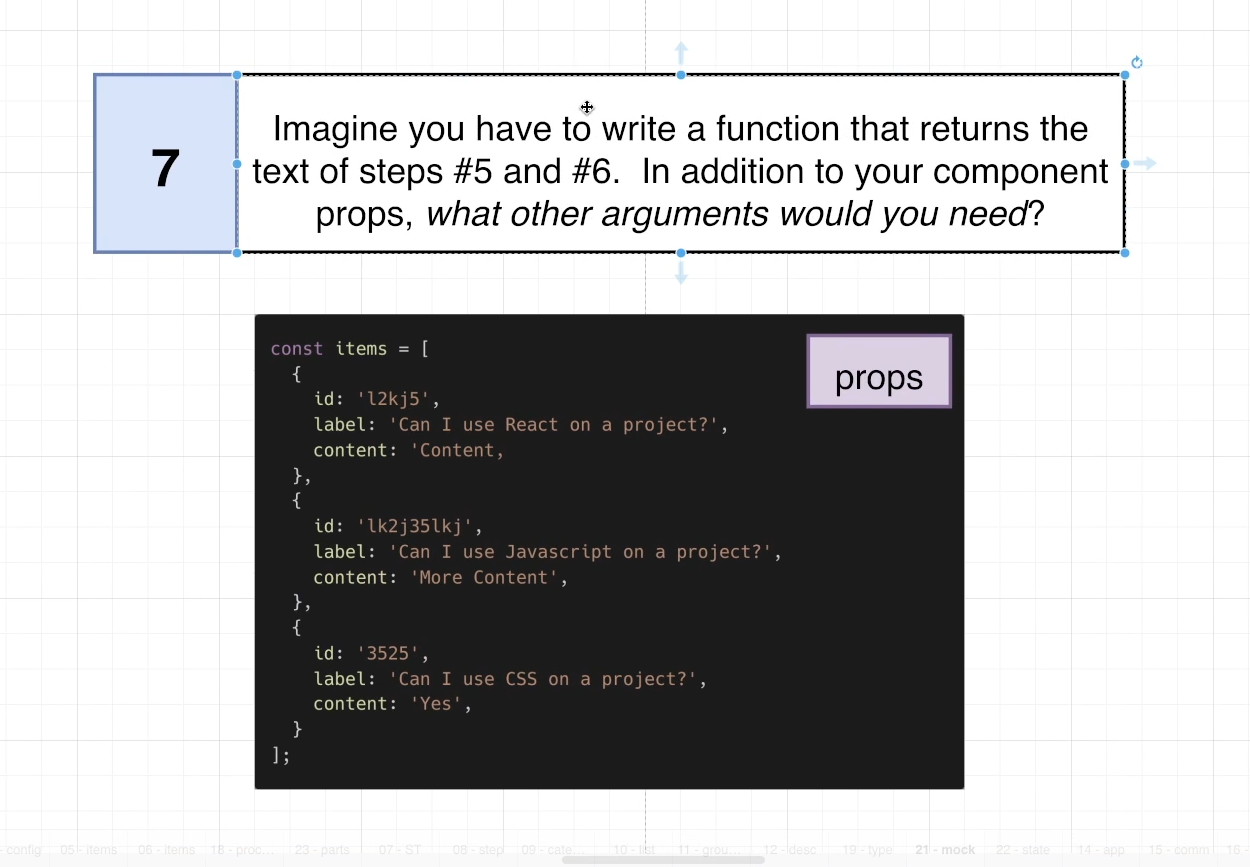 7
Imagine you have to write a function that returns the
text of steps #5 and #6.  In addition to your component
props, what other arguments would you need?
props
const items = [
  {
    id: 'l2kj5',
    label: 'Can I use React on a project?',
    content: 'Content,
  },
  {
    id: 'lk2j35lkj',
    label: 'Can I use Javascript on a project?',
    content: 'More Content',
  },
  {
    id: '3525',
    label: 'Can I use CSS on a project?',
    content: 'Yes',
  }
];
- config 05 - items 06 - items 18 - proc... 23 - parts 07 - ST 08 - step 09 - cate... 10 - list 11 - grou... 12 - desc 19 - type 21 - mock 22 - state 14 - app 15 - comm 16 -